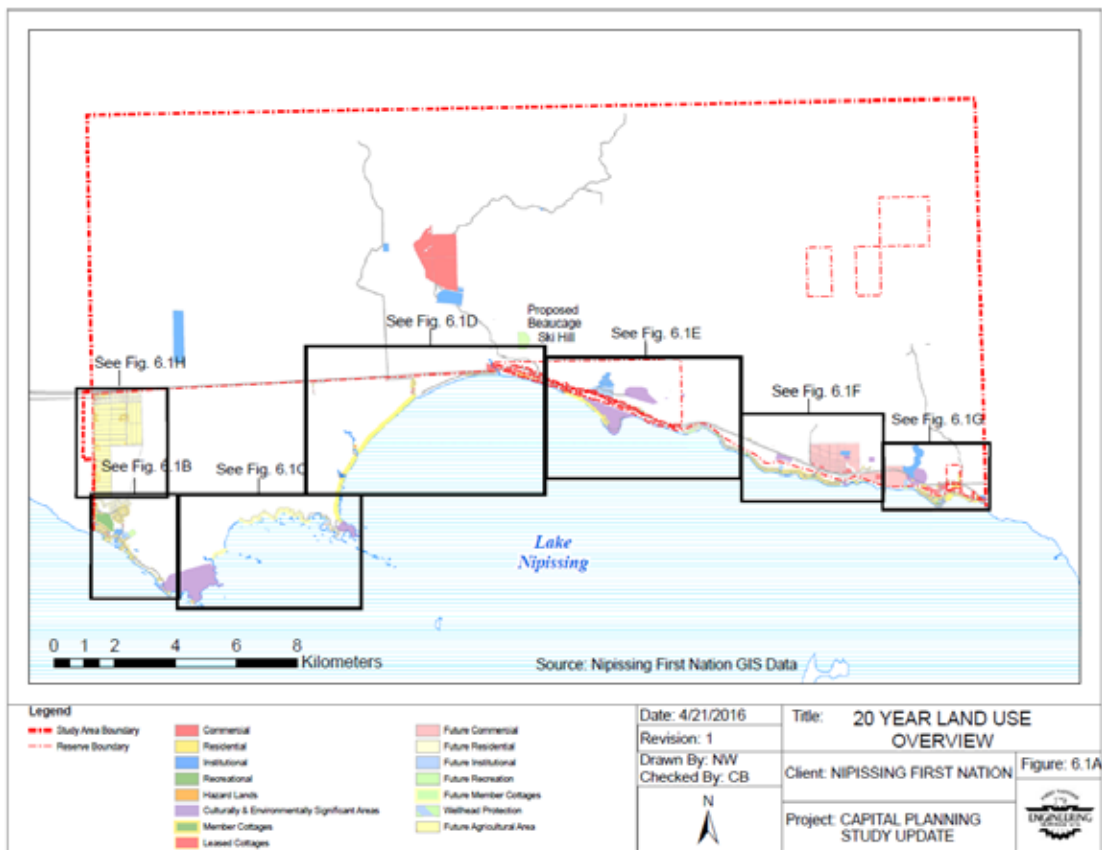 Proposed
Beaucage
Ski Hill
See Fig. 6.1D
See Fig. 6.1E
See Fig. 6.1H
See Fig. 6.1F
See Fig. 6.1G
See Fig. 6.1B
See Fig. 6.1C
Lake
Nipissing
0 1 2 4 6 8
Kilometers
Source: Nipissing First Nation GIS Data
Legend
Study Area Boundary
Reserve Boundary
Commercial
Residential
Institutional
Recreational
Hazard Lands
Culturally & Environmentally Significant Areas
Member Cottages
Leased Cottages
Future Commercial
Future Residential
Future Institutional
Future Recreation
Future Member Cottages
Wellhead Protection
Future Agricultural Area
Date: 4/21/2016
Revision: 1
Drawn By: NW
Checked By: CB
N
Title: 20 YEAR LAND USE
OVERVIEW
Client: NIPISSING FIRST NATION
Figure: 6.1A
Project: CAPITAL PLANNING
STUDY UPDATE
FIRST NATIONS
ENGINEERING